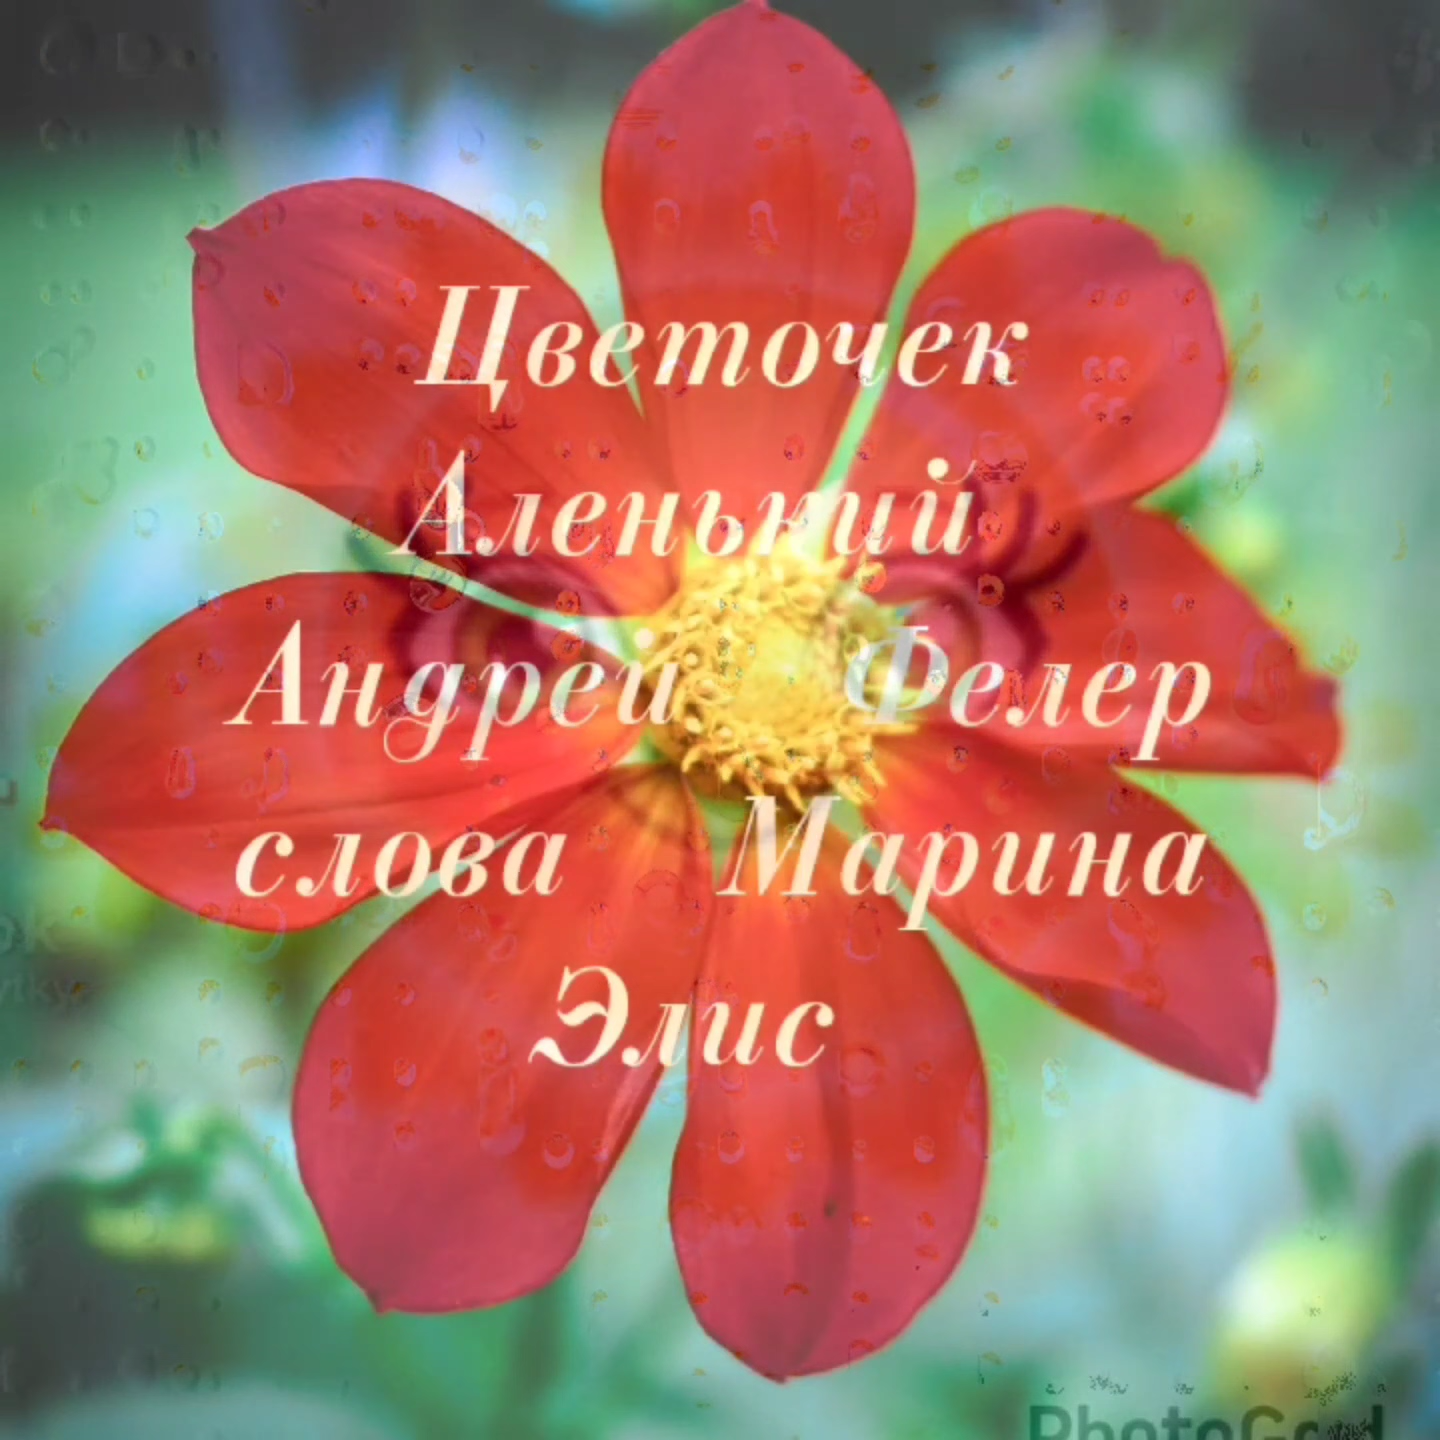 Цветочек
Аленький
Андрей Фелер
слова Марина
Элис